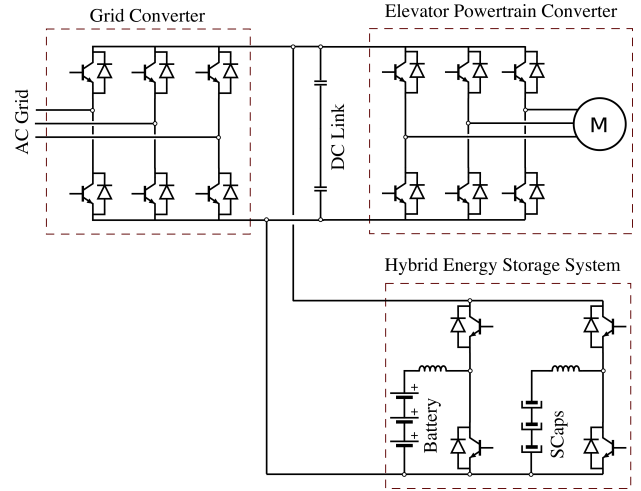 Grid Converter
Elevator Powertrain Converter
AC Grid
DC Link
M
Hybrid Energy Storage System
+
+
+
Battery
SCaps